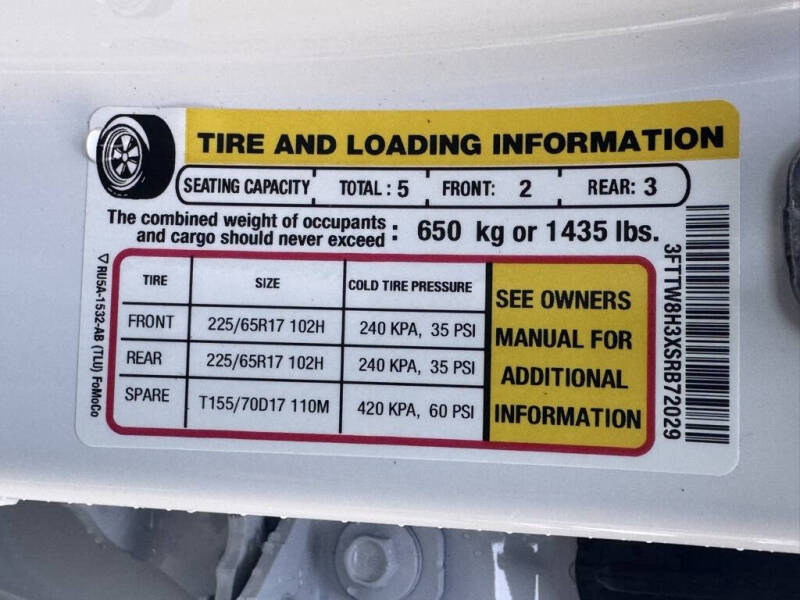 TIRE AND LOADING INFORMATION
SEATING CAPACITY TOTAL : 5 FRONT: 2 REAR: 3
The combined weight of occupants
and cargo should never exceed : 650 kg or 1435 lbs.
TIRE SIZE COLD TIRE PRESSURE
FRONT 225/65R17 102H 240 KPA, 35 PSI
REAR 225/65R17 102H 240 KPA, 35 PSI
SPARE T155/70D17 110M 420 KPA, 60 PSI
SEE OWNERS
MANUAL FOR
ADDITIONAL
INFORMATION
3FTTW8H3XSRB72029
RU5A-1532-AB (TLU) FoMoCo